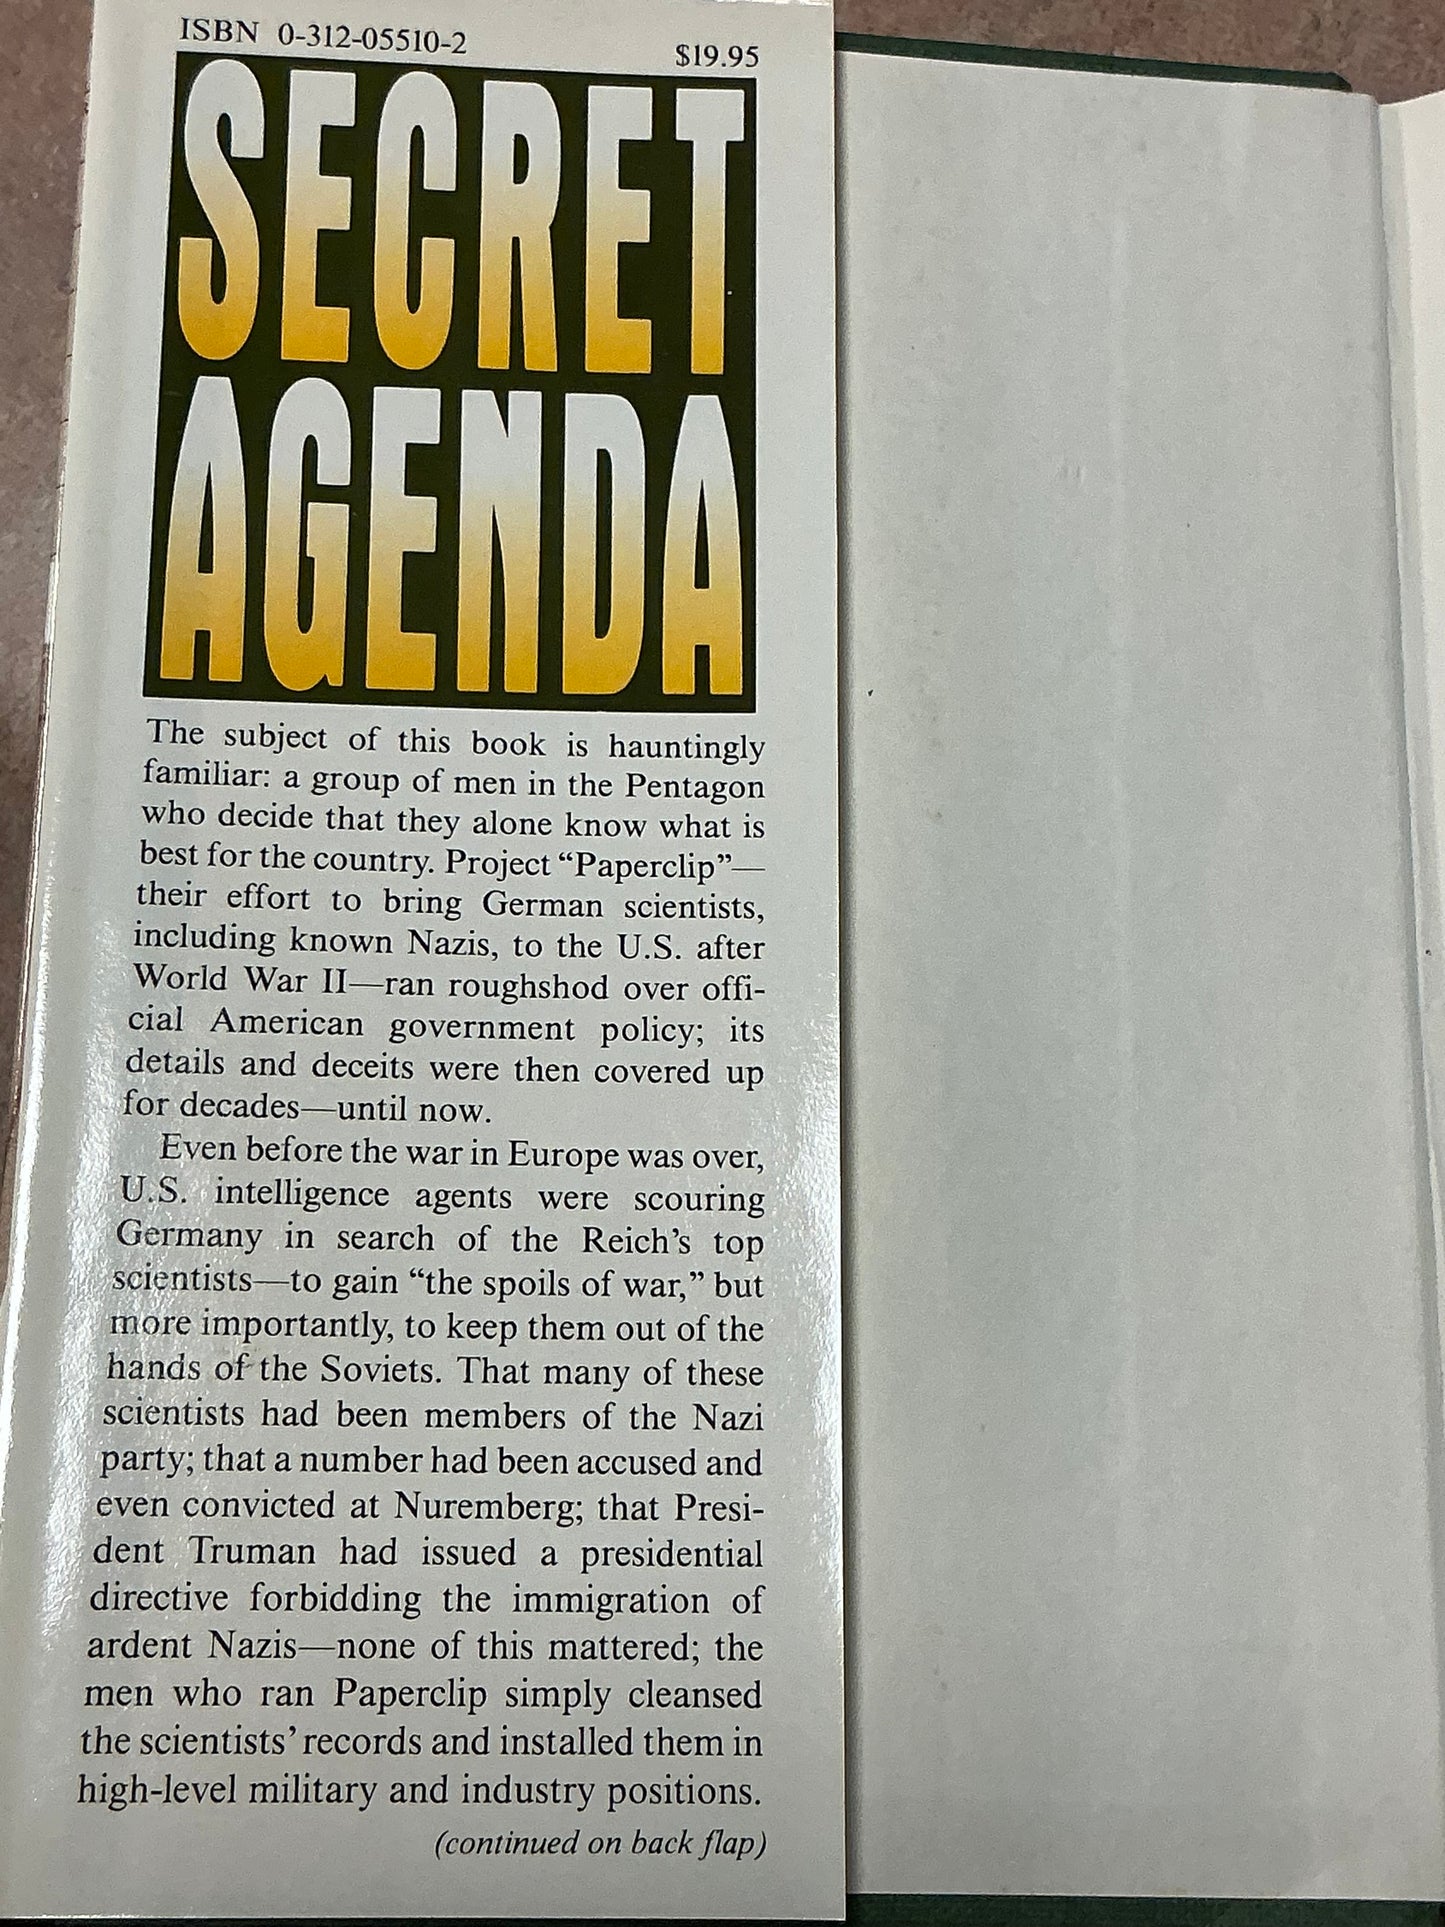 ISBN 0-312-05510-2
$19.95
SECRET
AGENDA
The subject of this book is hauntingly
familiar: a group of men in the Pentagon
who decide that they alone know what is
best for the country. Project “Paperclip”—
their effort to bring German scientists,
including known Nazis, to the U.S. after
World War II—ran roughshod over offi-
cial American government policy; its
details and deceits were then covered up
for decades—until now.
Even before the war in Europe was over,
U.S. intelligence agents were scouring
Germany in search of the Reich’s top
scientists—to gain “the spoils of war,” but
more importantly, to keep them out of the
hands of the Soviets. That many of these
scientists had been members of the Nazi
party; that a number had been accused and
even convicted at Nuremberg; that Presi-
dent Truman had issued a presidential
directive forbidding the immigration of
ardent Nazis—none of this mattered; the
men who ran Paperclip simply cleansed
the scientists’ records and installed them in
high-level military and industry positions.
(continued on back flap)